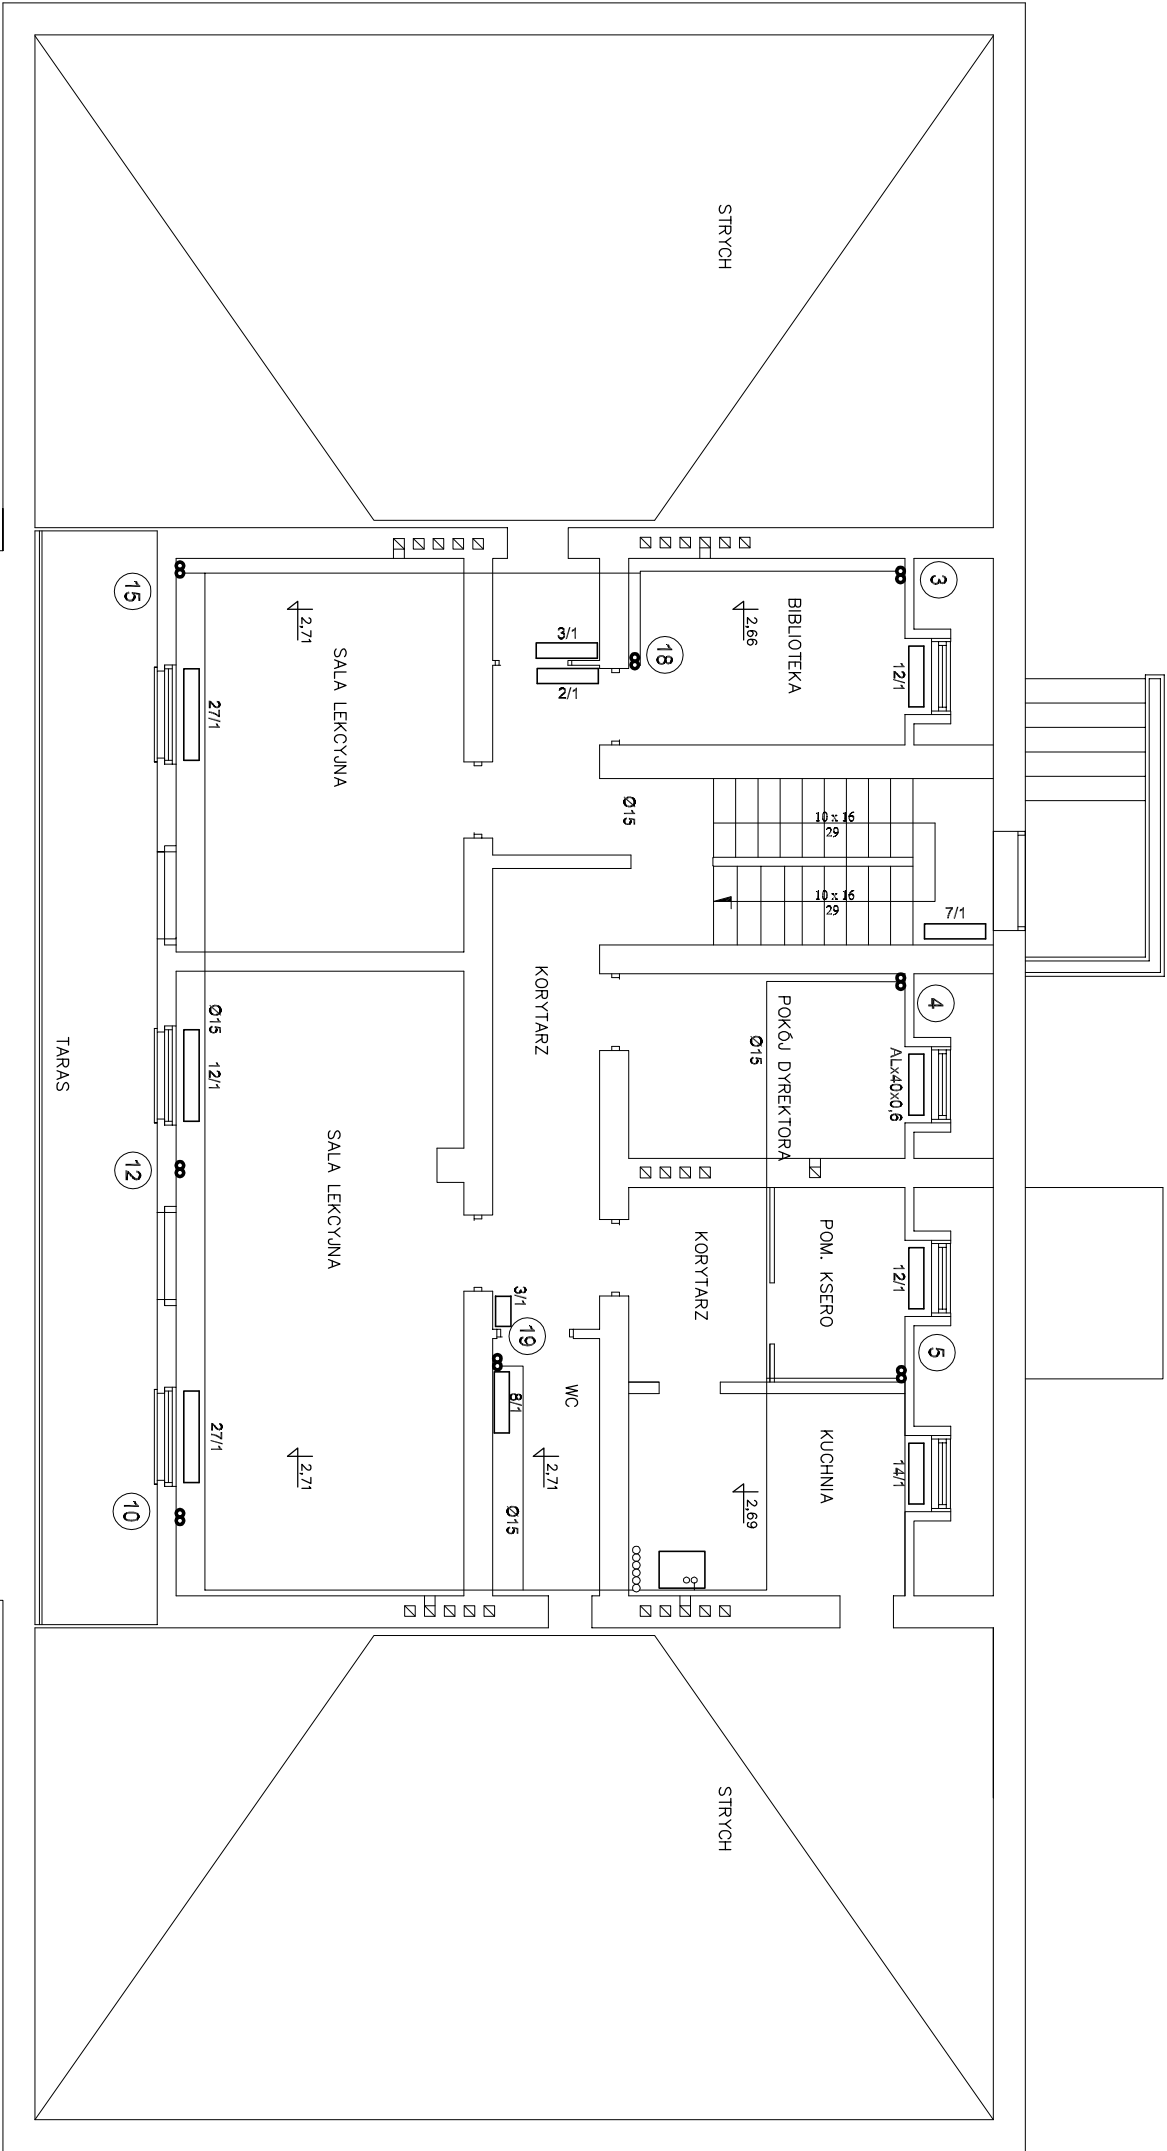 STRYCH
3
12/1
BIBLIOTEKA
2,66
18
3/1
2/1
2,71
SALA LEKCYJNA
27/1
15
Ø15
10 x 16
29
10 x 16
29
7/1
KORYTARZ
4
ALx40x0,6
POKÓJ DYREKTORA
Ø15
Ø15
12/1
TARAS
12
SALA LEKCYJNA
12/1
5
POM. KSERO
KORYTARZ
3/1
19
8/1
WC
14/1
KUCHNIA
2,69
2,71
Ø15
2,71
27/1
10
STRYCH